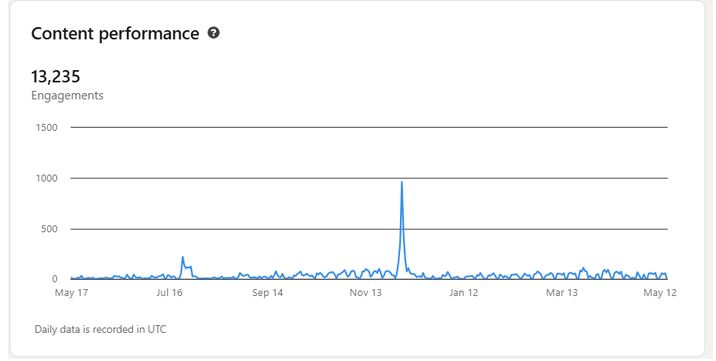 Content performance ?
13,235
Engagements
1500
1000
500
0
May 17 Jul 16 Sep 14 Nov 13 Jan 12 Mar 13 May 12
Daily data is recorded in UTC